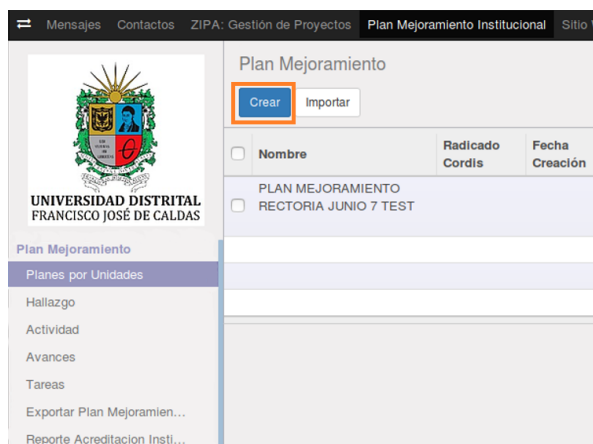 Mensajes Contactos ZIPA: Gestión de Proyectos Plan Mejoramiento Institucional Sitio
Plan Mejoramiento
Crear Importar
Nombre Radicado Cordis Fecha Creación
PLAN MEJORAMIENTO
RECTORIA JUNIO 7 TEST
UNIVERSIDAD DISTRITAL
FRANCISCO JOSÉ DE CALDAS
Plan Mejoramiento
Planes por Unidades
Hallazgo
Actividad
Avances
Tareas
Exportar Plan Mejoramien...
Reporte Acreditacion Insti...